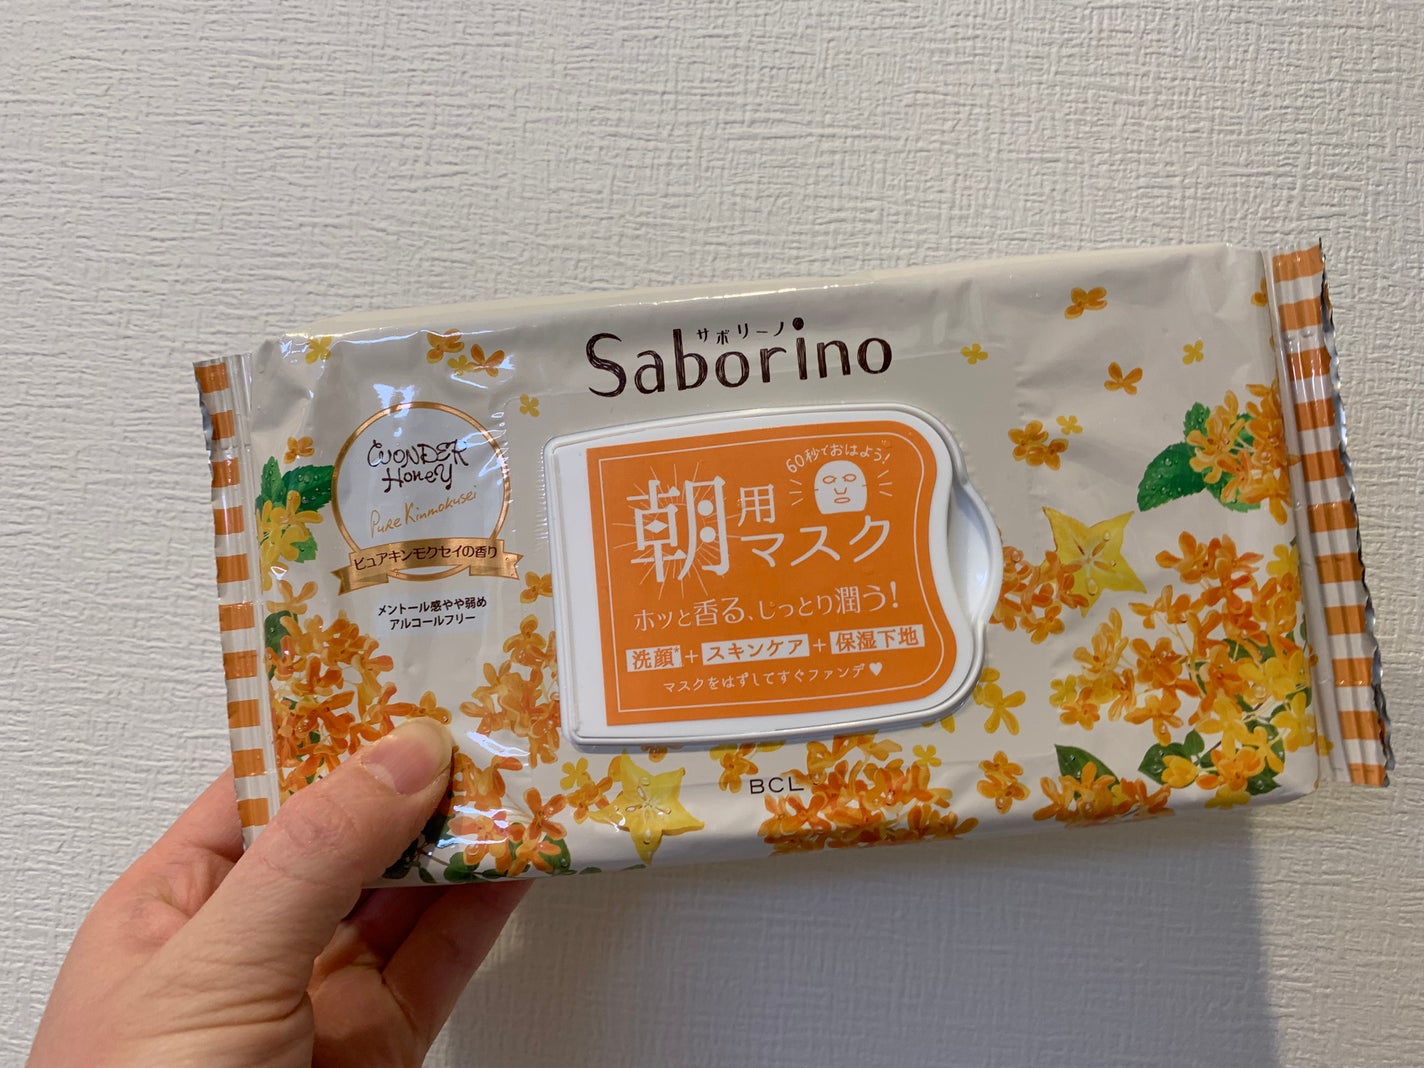 サボリーノ
Saborino
WONDER
Honey
Pure Kinmokusei
ピュアキンモクセイの香り
メントール感やや弱め
アルコールフリー
60秒でおはよう!
朝用マスク
ホッと香る、じっとり潤う!
洗顔*+スキンケア+保湿下地
マスクをはずしてすぐファンデ♥
BCL